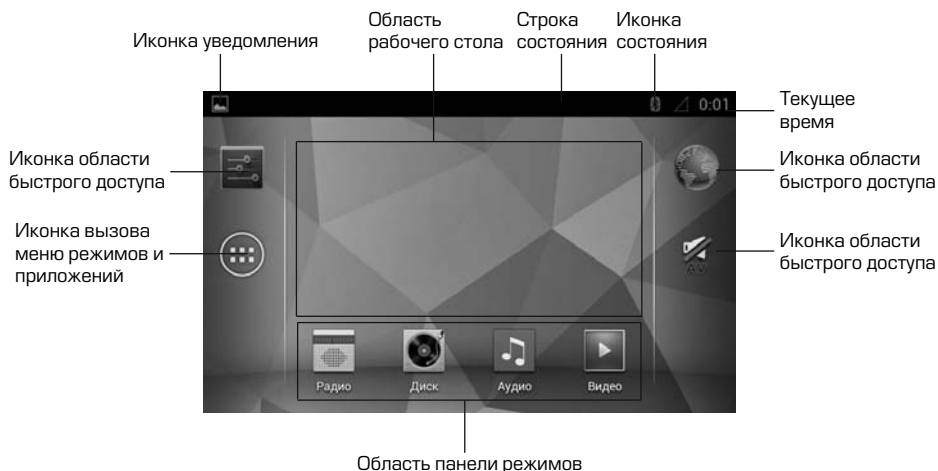 Область
рабочего стола
Строка
состояния
Иконка
состояния
Иконка уведомления
0:01
Текущее
время
Иконка области
быстрого доступа
Иконка области
быстрого доступа
Иконка вызова
меню режимов и
приложений
Иконка области
быстрого доступа
AV
Радио
Диск
Аудио
Видео
Область панели режимов